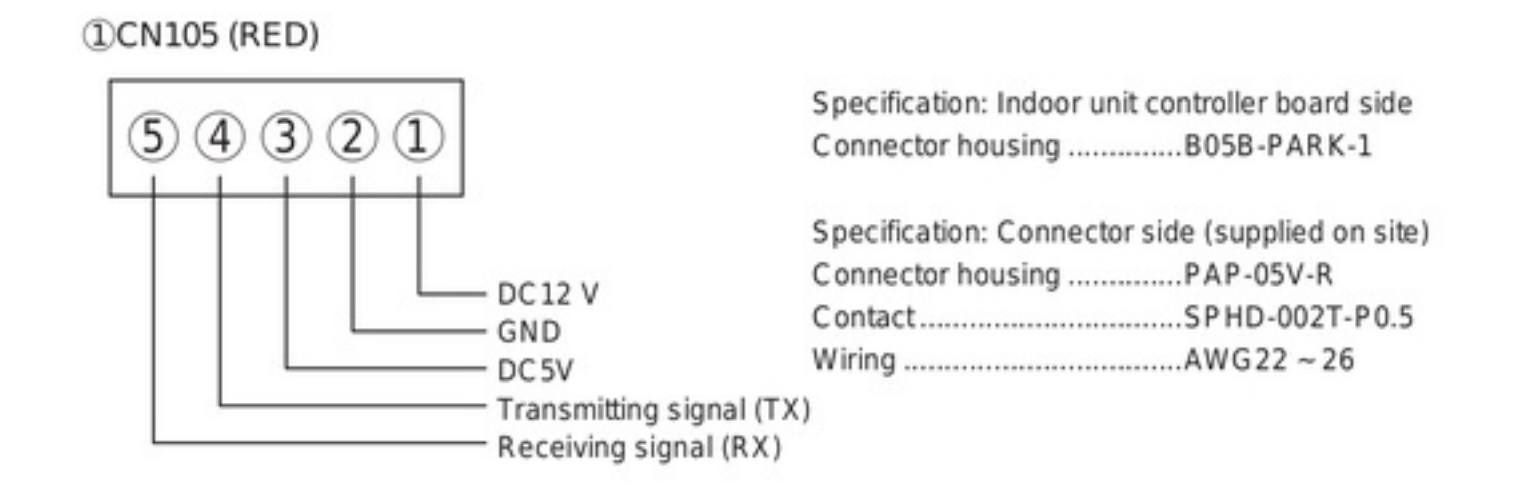 ①CN105 (RED)
⑤ ④ ③ ② ①
DC12 V
GND
DC5V
Transmitting signal (TX)
Receiving signal (RX)
Specification: Indoor unit controller board side
Connector housing ..............B05B-PARK-1
Specification: Connector side (supplied on site)
Connector housing ..............PAP-05V-R
Contact................................SPHD-002T-P0.5
Wiring ..................................AWG22 ~ 26